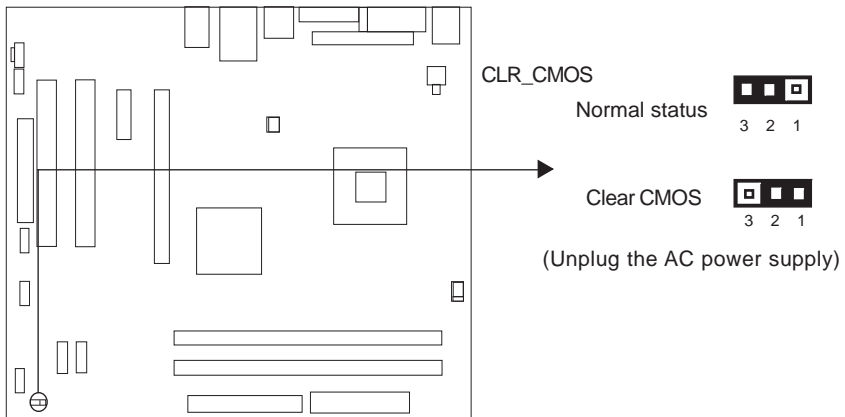 CLR_CMOS
Normal status
3 2 1
Clear CMOS
3 2 1
(Unplug the AC power supply)